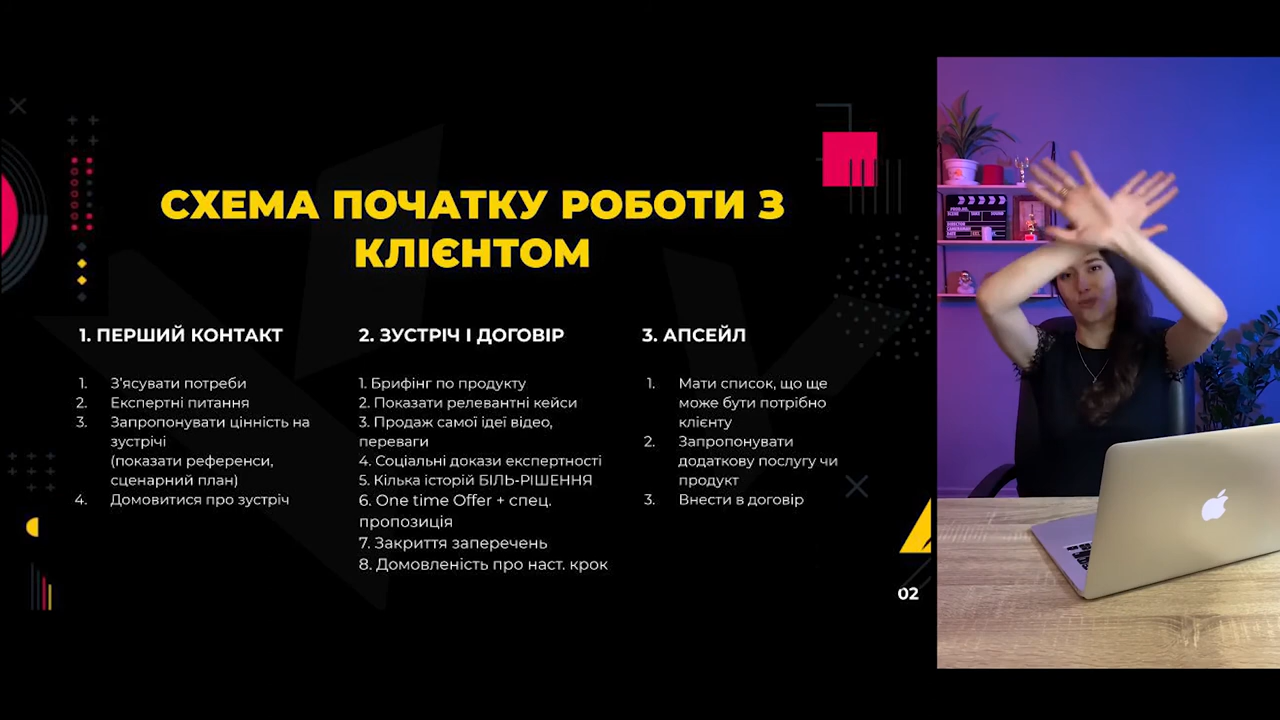 СХЕМА ПОЧАТКУ РОБОТИ З
КЛІЄНТОМ
1. ПЕРШИЙ КОНТАКТ
1. З'ясувати потреби
2. Експертні питання
3. Запропонувати цінність на
зустрічі
(показати референси,
сценарний план)
4. Домовитися про зустріч
2. ЗУСТРІЧ І ДОГОВІР
1. Брифінг по продукту
2. Показати релевантні кейси
3. Продаж самої ідеї відео,
переваги
4. Соціальні докази експертності
5. Кілька історій БІЛЬ-РІШЕННЯ
6. One time Offer + спец.
пропозиція
7. Закриття заперечень
8. Домовленість про наст. крок
3. АПСЕЙЛ
1. Мати список, що ще
може бути потрібно
клієнту
2. Запропонувати
додаткову послугу чи
продукт
3. Внести в договір
02